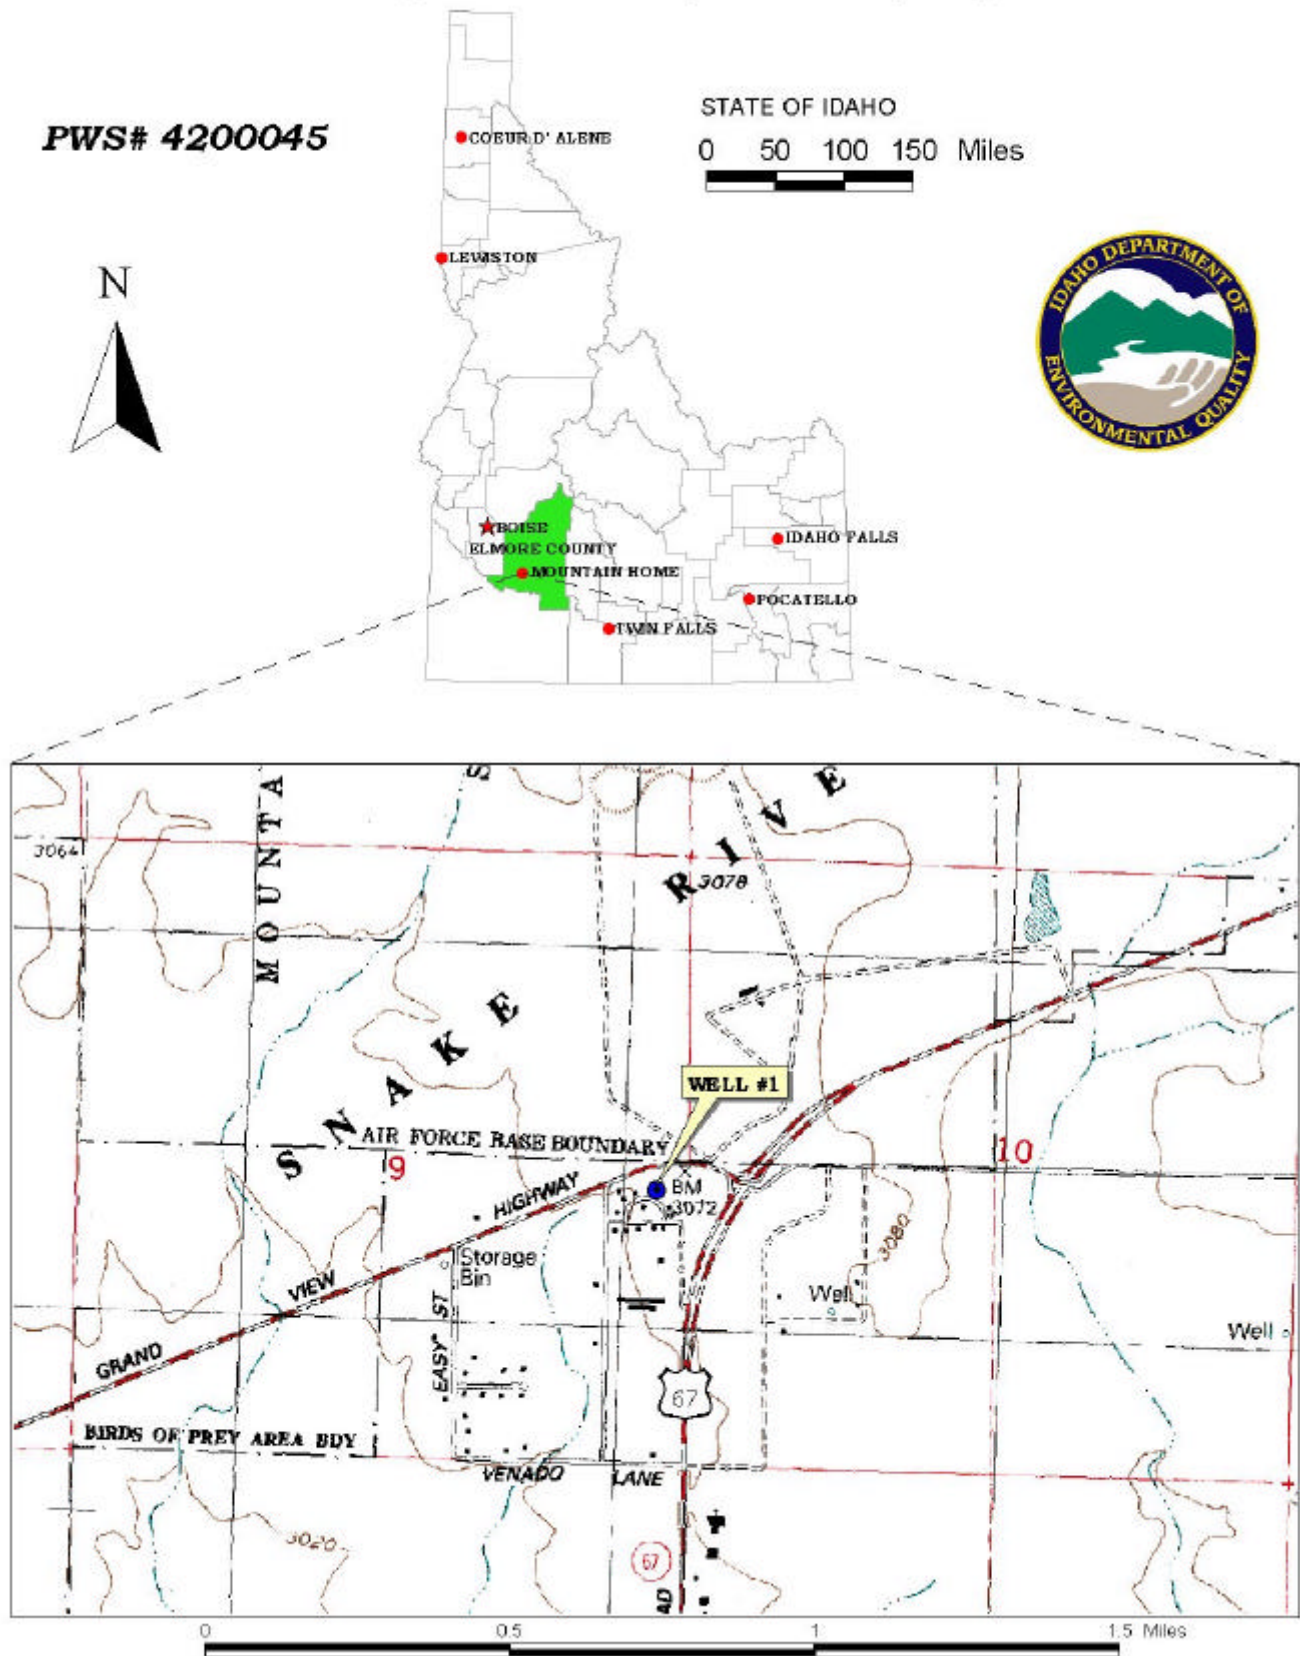 STATE OF IDAHO
0 50 100 150 Miles
PWS# 4200045
COEUR D' ALENE
LEWISTON
N
IDAHO DEPARTMENT OF
ENVIRONMENTAL QUALITY
BOISE
ELMORE COUNTY
MOUNTAIN HOME
IDAHO FALLS
POCATELLO
TWIN FALLS
MOUNTA
S
RIVE
3064
3078
SNAKE
WELL #1
AIR FORCE BASE BOUNDARY
9
10
HIGHWAY
BM
3072
3080
Storage
Bin
VIEW
EASY ST
Well
Well
GRAND
67
BIRDS OF PREY AREA BDY
VENADO LANE
3020
67
AD
0 0.5 1 1.5 Miles